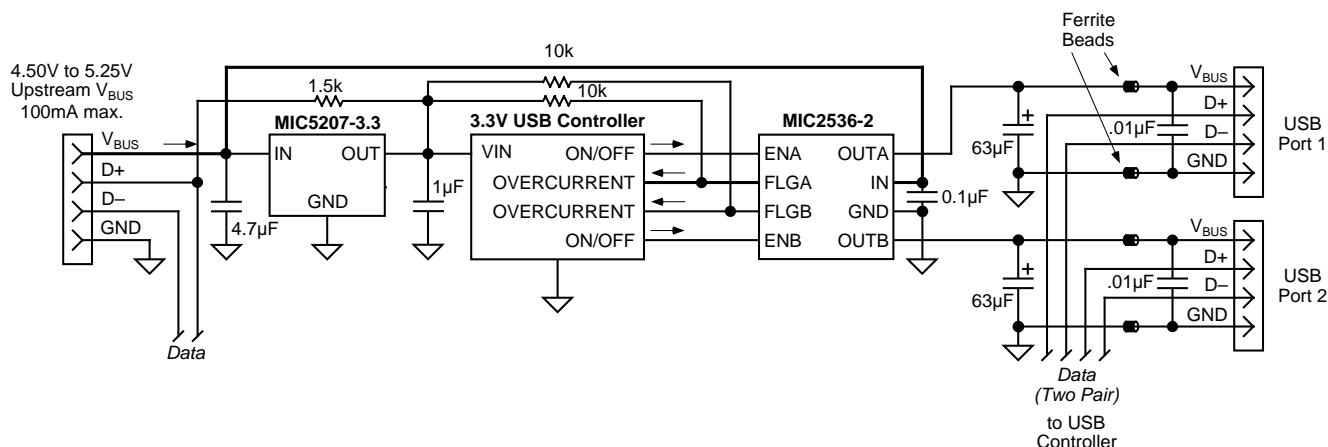 Ferrite
Beads
10k
4.50V to 5.25V
Upstream VBUS
100mA max.
1.5k
10k
MIC5207-3.3
3.3V USB Controller
MIC2536-2
VBUS
D+
D–
GND
IN
OUT
GND
4.7µF
1µF
VIN
ON/OFF
OVERCURRENT
OVERCURRENT
ON/OFF
ENA
FLGA
FLGB
ENB
OUTA
IN
GND
OUTB
0.1µF
+
63µF
.01µF
VBUS
D+
D–
GND
USB
Port 1
+
63µF
.01µF
VBUS
D+
D–
GND
USB
Port 2
Data
Data
(Two Pair)
to USB
Controller